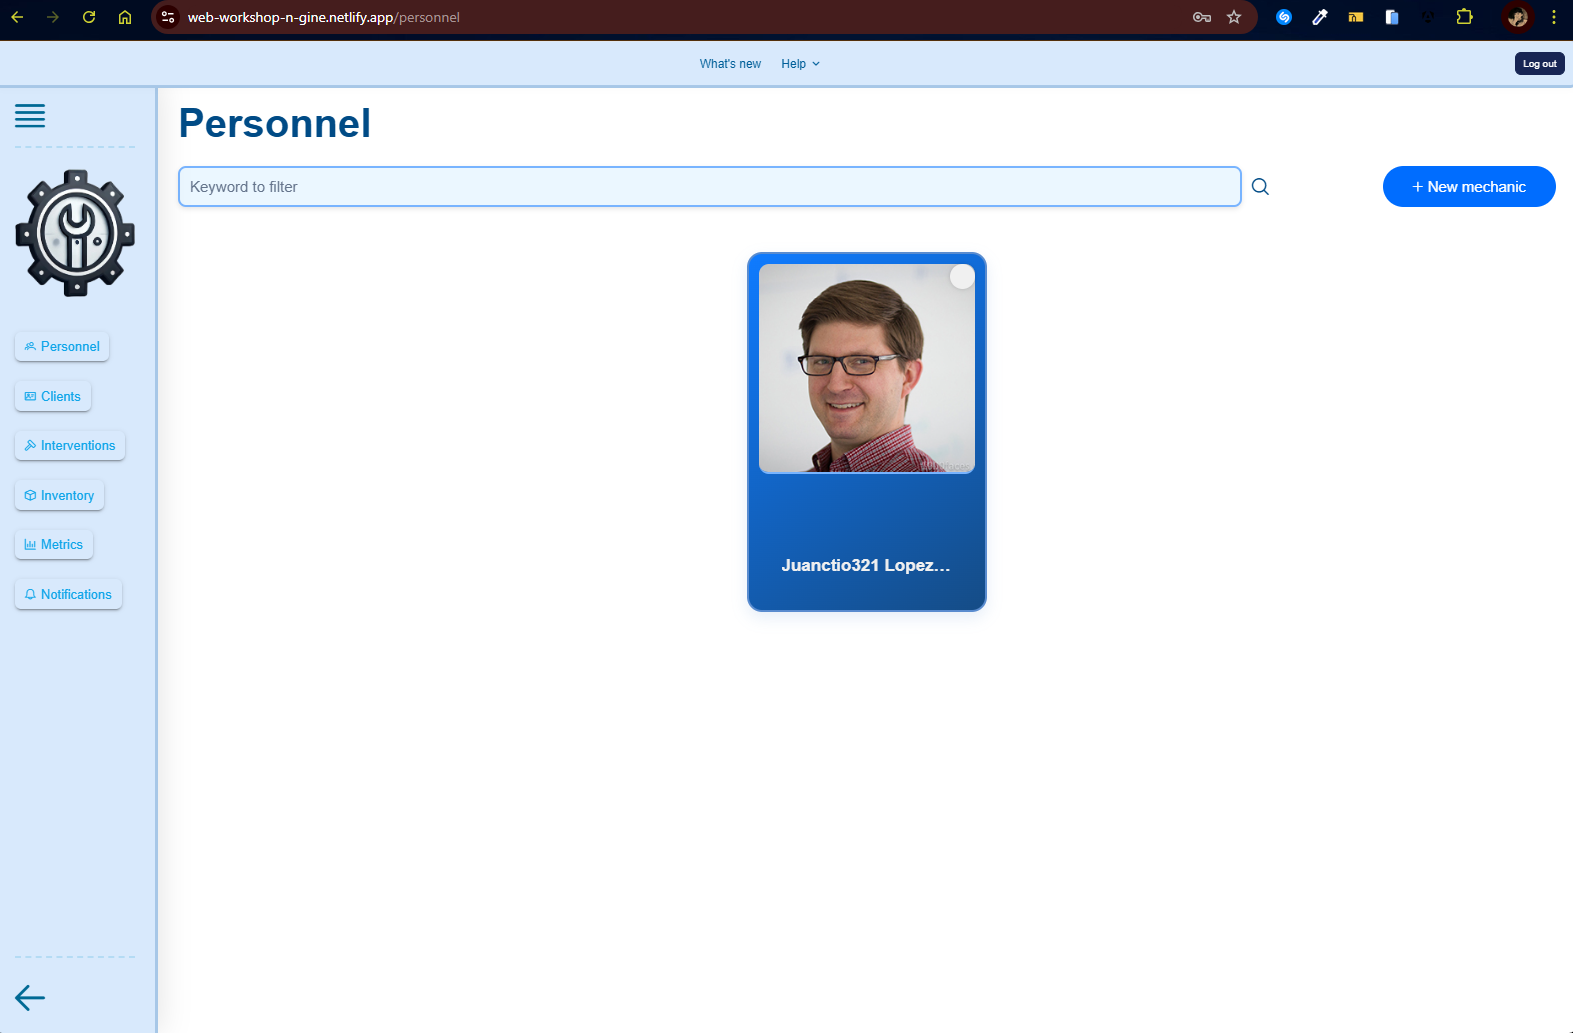 web-workshop-n-gine.netlify.app/personnel
What's new Help
Log out
Personnel
Keyword to filter
+ New mechanic
Personnel
Clients
Interventions
Inventory
Metrics
Notifications
Juanctio321 Lopez...